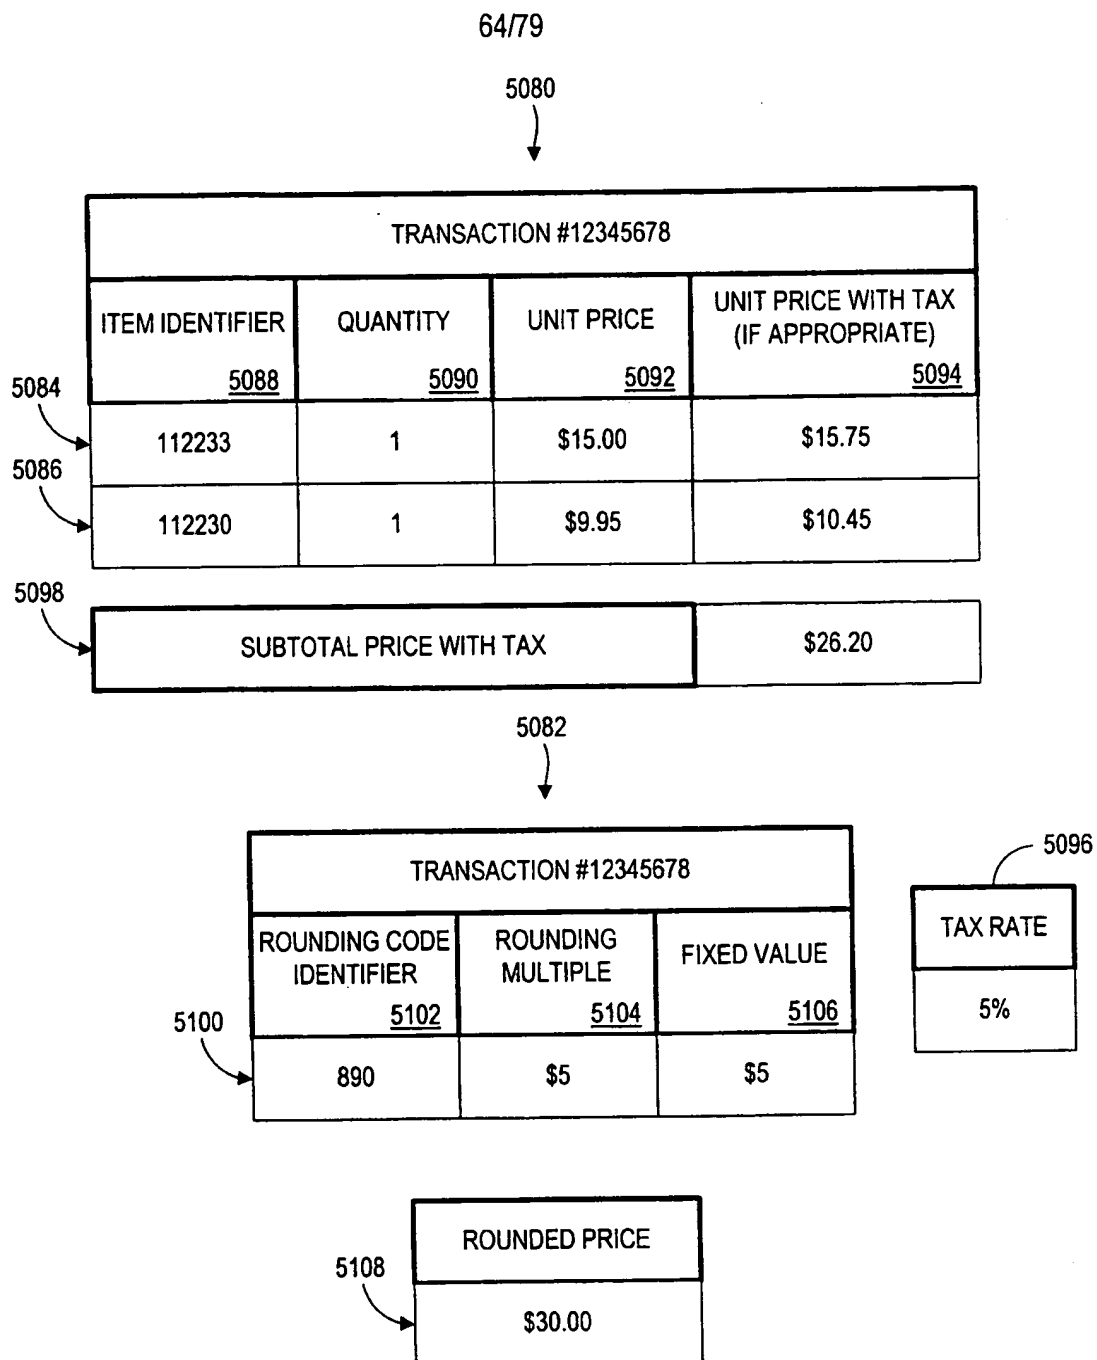 64/79
5080
TRANSACTION #12345678
ITEM IDENTIFIER
5088
QUANTITY
5090
UNIT PRICE
5092
UNIT PRICE WITH TAX
(IF APPROPRIATE)
5094
5084
112233
1
$15.00
$15.75
5086
112230
1
$9.95
$10.45
5098
SUBTOTAL PRICE WITH TAX
$26.20
5082
TRANSACTION #12345678
ROUNDING CODE
IDENTIFIER
5102
ROUNDING
MULTIPLE
5104
FIXED VALUE
5106
5100
890
$5
$5
5096
TAX RATE
5%
ROUNDED PRICE
5108
$30.00